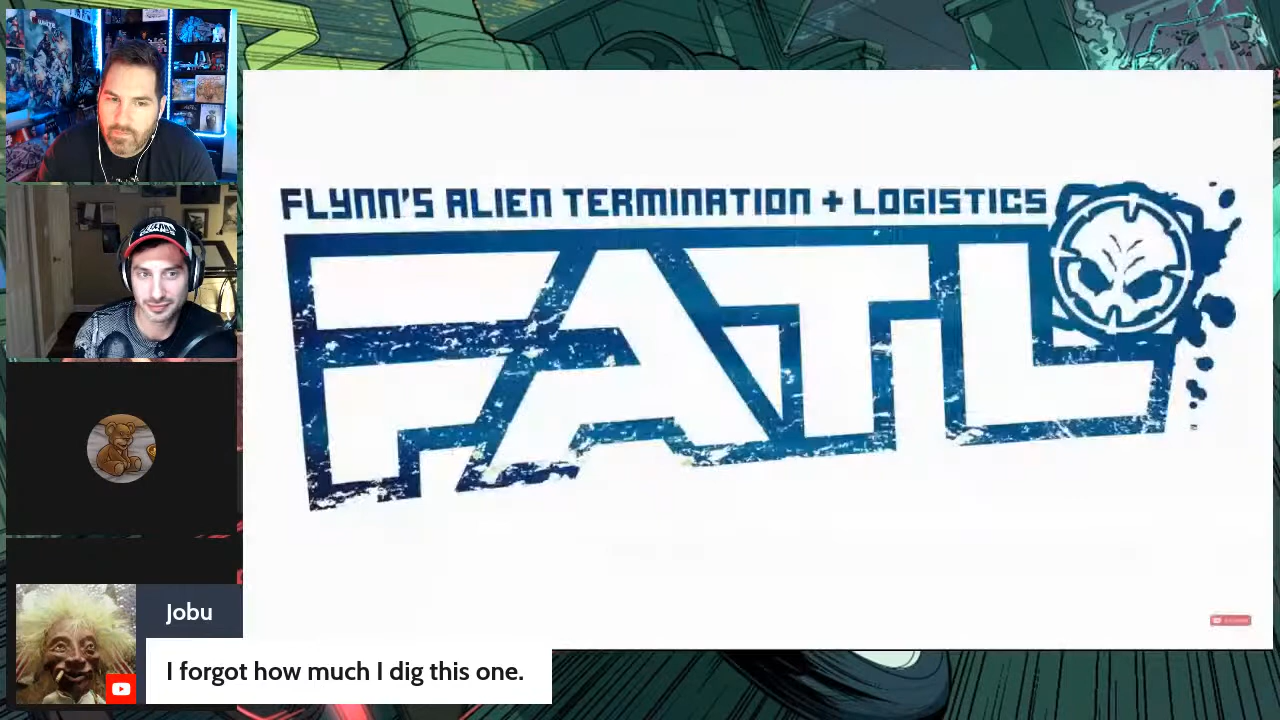 FLYNN'S ALIEN TERMINATION + LOGISTICS
FATL
Jobu
I forgot how much I dig this one.